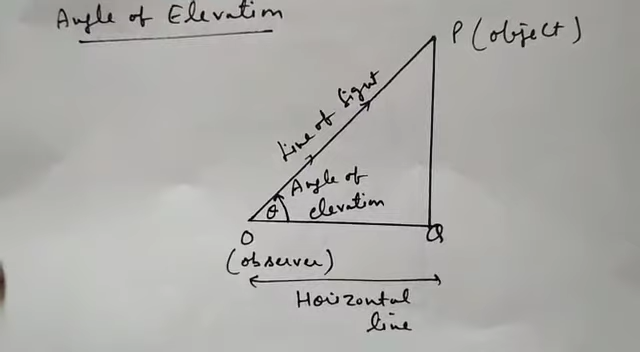 Angle of Elevation
P (object)
Line of Sight
Angle of
elevation
θ
O
Q
(observer)
Horizontal
line